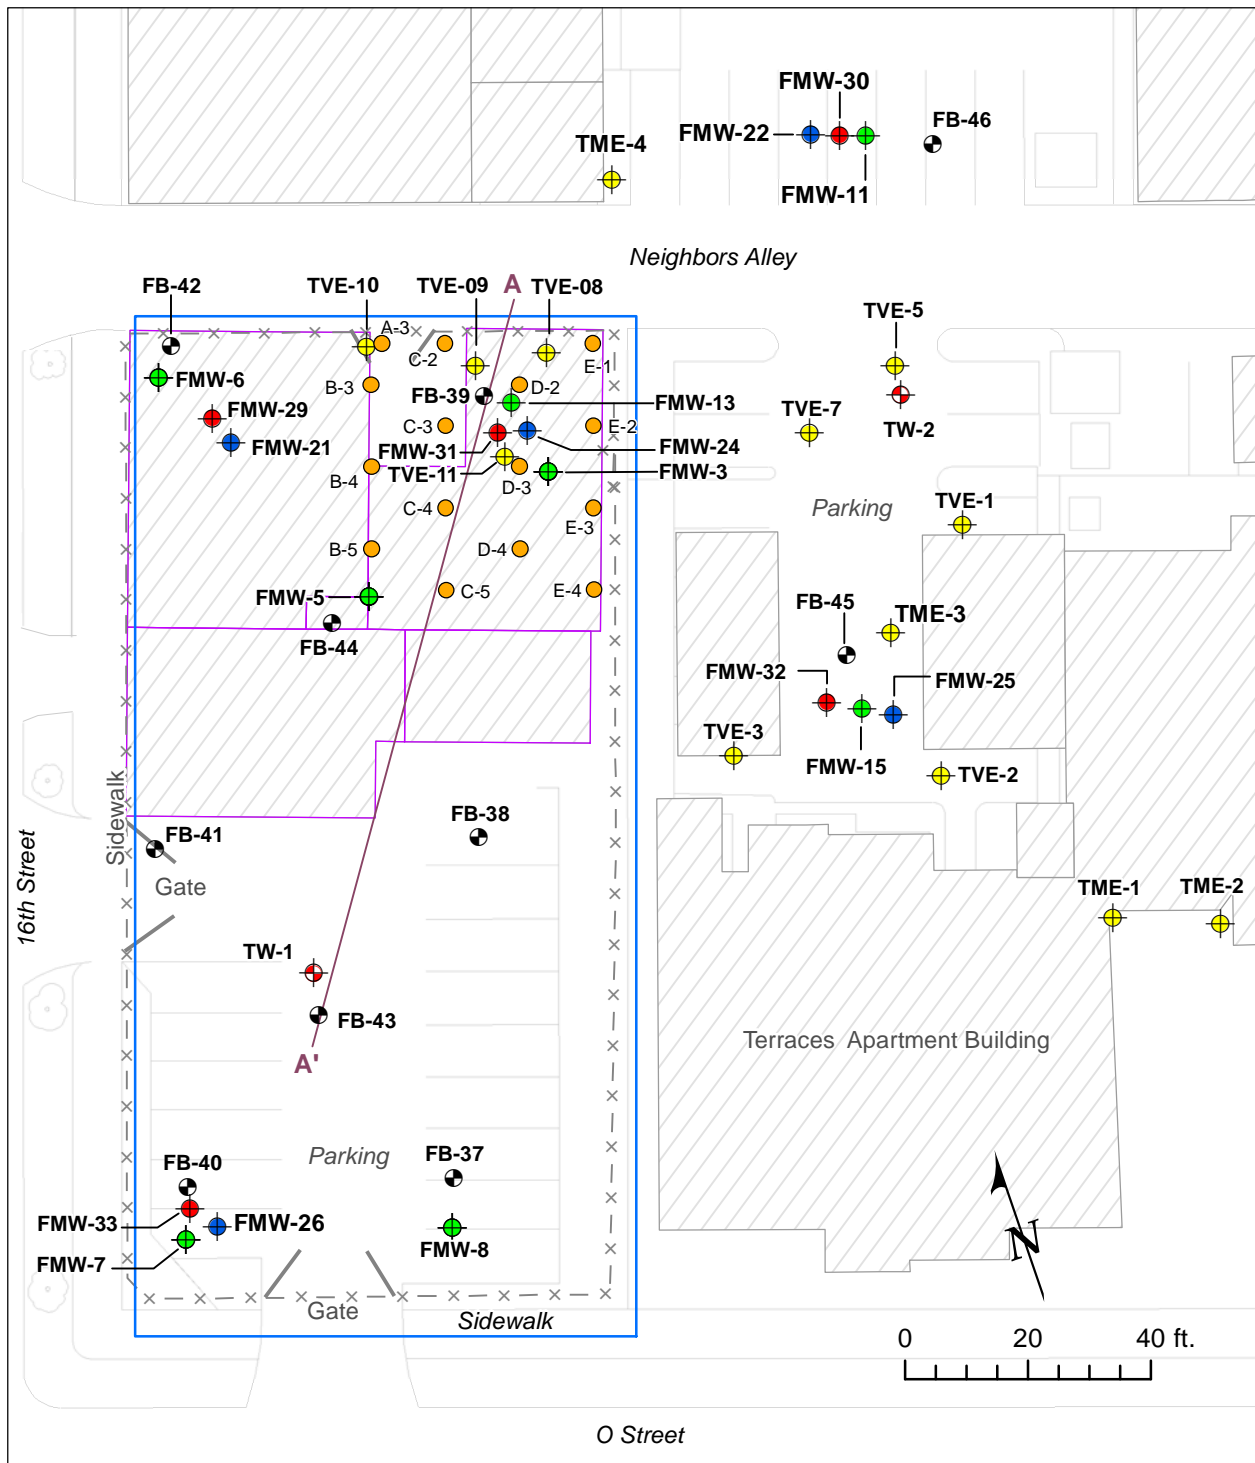 FMW-30
FMW-22
FB-46
TME-4
FMW-11
Neighbors Alley
FB-42
TVE-10
TVE-09
A
TVE-08
TVE-5
A-3
C-2
E-1
FMW-6
B-3
FB-39
D-2
FMW-13
TVE-7
TW-2
FMW-29
C-3
E-2
FMW-21
FMW-31
FMW-24
TVE-11
FMW-3
B-4
D-3
C-4
E-3
Parking
TVE-1
B-5
D-4
FMW-5
C-5
E-4
FB-44
FB-45
TME-3
FMW-32
FMW-25
TVE-3
FMW-15
TVE-2
Sidewalk
FB-41
FB-38
Gate
16th Street
TME-1
TME-2
TW-1
FB-43
A'
Terraces Apartment Building
Parking
FB-40
FB-37
FMW-33
FMW-26
FMW-7
FMW-8
N
Gate
Sidewalk
0 20 40 ft.
O Street